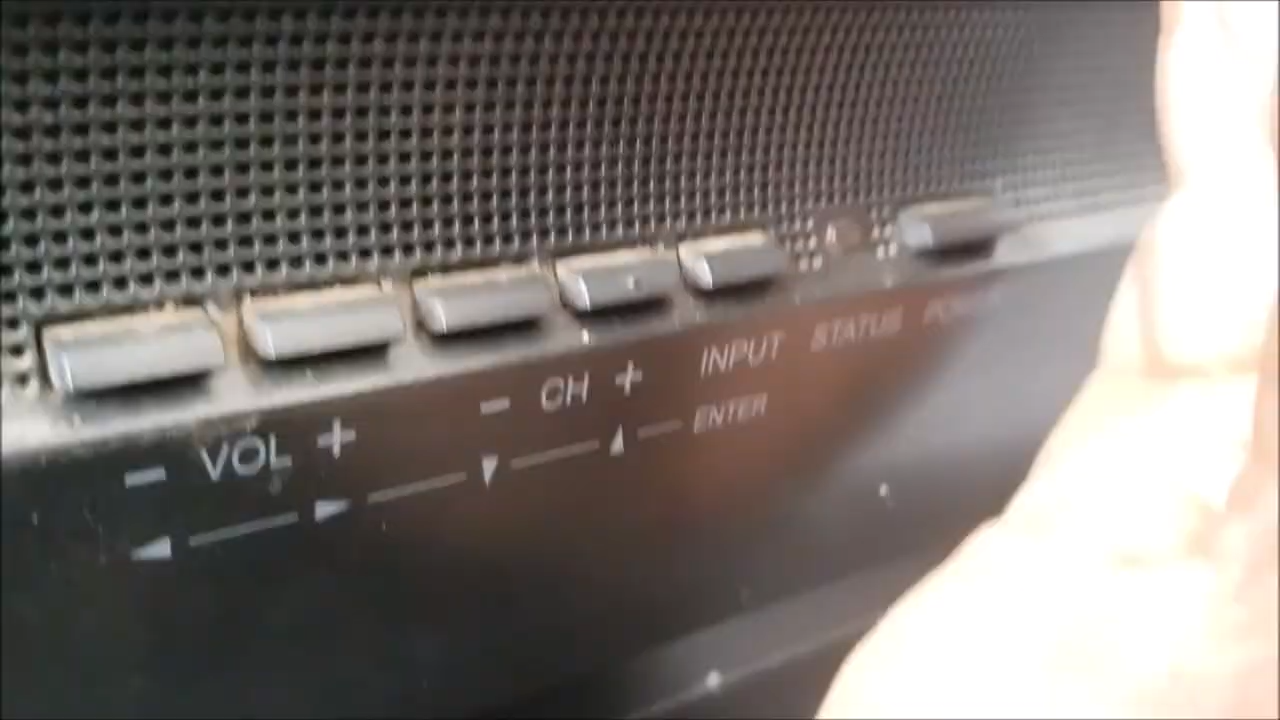 - VOL +
- CH +
INPUT
STATUS
ENTER